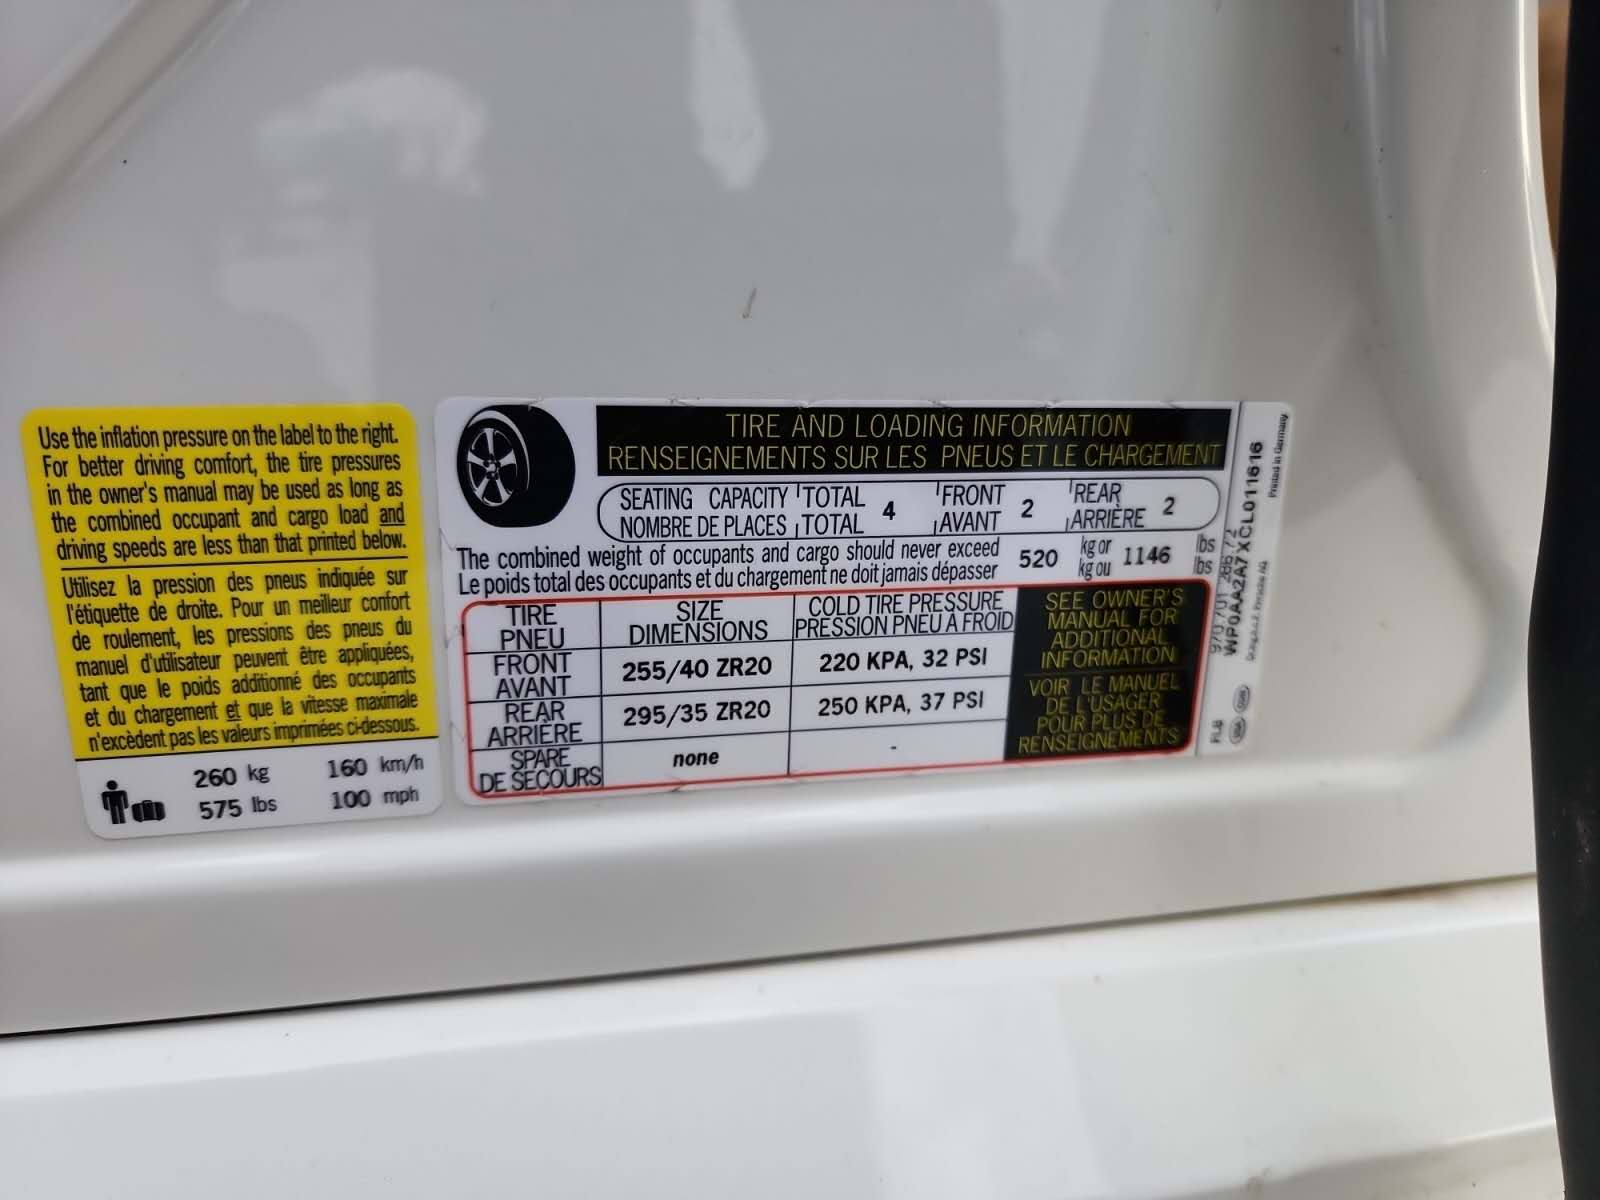 Use the inflation pressure on the label to the right.
For better driving comfort, the tire pressures
in the owner's manual may be used as long as
the combined occupant and cargo load and
driving speeds are less than that printed below.
Utilisez la pression des pneus indiquée sur
l'étiquette de droite. Pour un meilleur confort
de roulement, les pressions des pneus du
manuel d'utilisateur peuvent être appliquées,
tant que le poids additionné des occupants
et du chargement et que la vitesse maximale
n'excèdent pas les valeurs imprimées ci-dessous.
260 kg 160 km/h
575 lbs 100 mph
TIRE AND LOADING INFORMATION
RENSEIGNEMENTS SUR LES PNEUS ET LE CHARGEMENT
SEATING CAPACITY TOTAL 4 FRONT 2 REAR 2
NOMBRE DE PLACES TOTAL AVANT ARRIÈRE
The combined weight of occupants and cargo should never exceed 520 kg or 1146 lbs
Le poids total des occupants et du chargement ne doit jamais dépasser kg ou lbs
TIRE SIZE COLD TIRE PRESSURE
PNEU DIMENSIONS PRESSION PNEU A FROID
FRONT 255/40 ZR20 220 KPA, 32 PSI
AVANT
REAR 295/35 ZR20 250 KPA, 37 PSI
ARRIÈRE
SPARE none -
DE SECOURS
SEE OWNER'S
MANUAL FOR
ADDITIONAL
INFORMATION
VOIR LE MANUEL
DE L'USAGER
POUR PLUS DE
RENSEIGNEMENTS
WP0AA2A7XCL011616
Printed in Germany
FLB